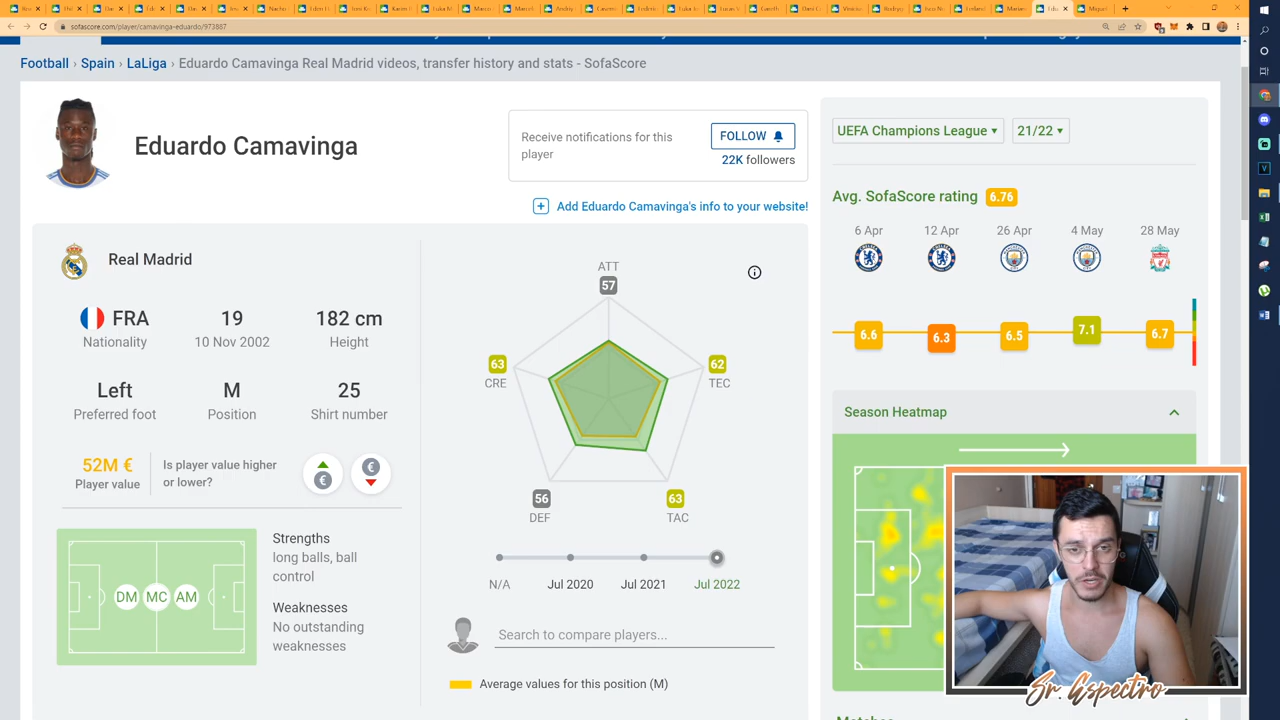 sofascore.com/player/camavinga-eduardo/973887
Football › Spain › LaLiga › Eduardo Camavinga Real Madrid videos, transfer history and stats - SofaScore
Eduardo Camavinga
Receive notifications for this
player
FOLLOW
22K followers
Add Eduardo Camavinga's info to your website!
Real Madrid
FRA
Nationality
19
10 Nov 2002
182 cm
Height
Left
Preferred foot
M
Position
25
Shirt number
52M €
Player value
Is player value higher
or lower?
€
€
DM MC AM
Strengths
long balls, ball
control
Weaknesses
No outstanding
weaknesses
ATT
57
63
CRE
62
TEC
56
DEF
63
TAC
N/A Jul 2020 Jul 2021 Jul 2022
Search to compare players...
Average values for this position (M)
UEFA Champions League 21/22
Avg. SofaScore rating 6.76
6 Apr 12 Apr 26 Apr 4 May 28 May
6.6 6.3 6.5 7.1 6.7
Season Heatmap
Sr. Espectro